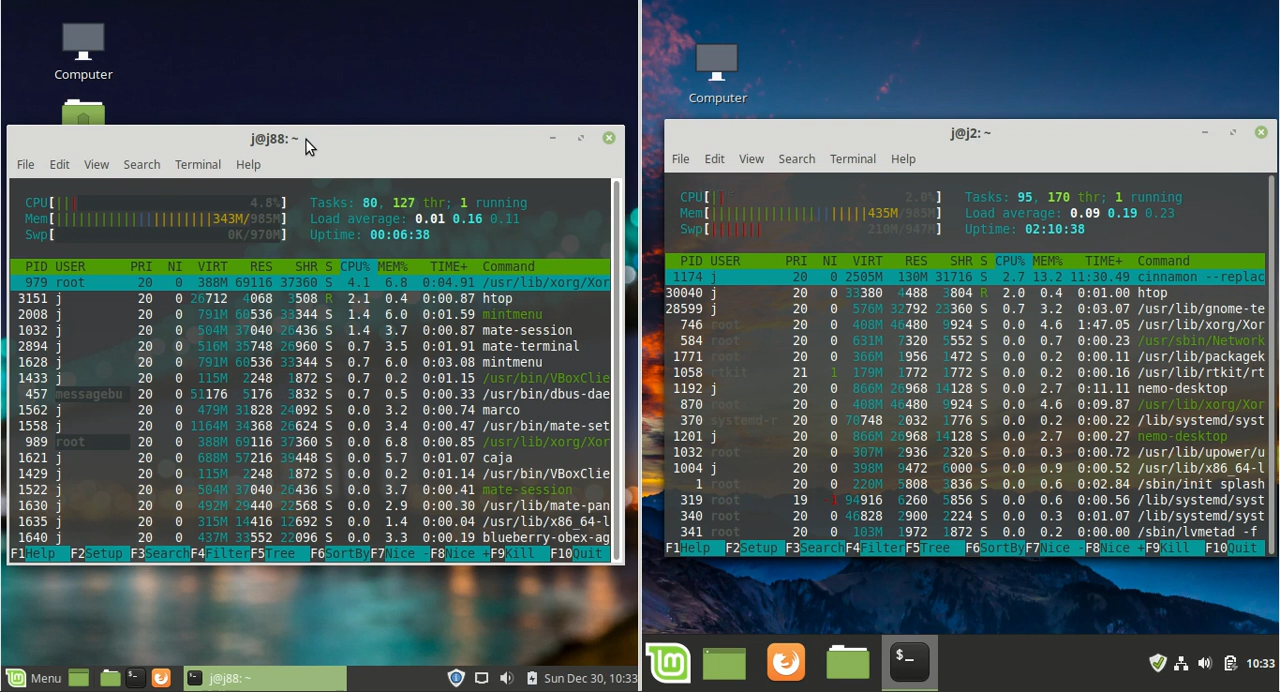 Computer
j@j88: ~
File Edit View Search Terminal Help
CPU[||| 4.8%] Tasks: 80, 127 thr; 1 running
Mem[||||||||||||||||||||||343M/985M] Load average: 0.01 0.16 0.11
Swp[ 0K/970M] Uptime: 00:06:38
PID USER PRI NI VIRT RES SHR S CPU% MEM% TIME+ Command
979 root 20 0 388M 69116 37360 S 4.1 6.8 0:04.91 /usr/lib/xorg/Xor
3151 j 20 0 26712 4068 3508 R 2.1 0.4 0:00.87 htop
2008 j 20 0 791M 60536 33344 S 1.4 6.0 0:01.59 mintmenu
1032 j 20 0 504M 37040 26436 S 1.4 3.7 0:00.87 mate-session
2894 j 20 0 516M 35748 26960 S 0.7 3.5 0:01.91 mate-terminal
1628 j 20 0 791M 60536 33344 S 0.7 6.0 0:03.08 mintmenu
1433 j 20 0 115M 2248 1872 S 0.7 0.2 0:01.15 /usr/bin/VBoxClie
457 messagebu 20 0 51176 5176 3832 S 0.7 0.5 0:00.33 /usr/bin/dbus-dae
1562 j 20 0 479M 31828 24092 S 0.0 3.2 0:00.74 marco
1558 j 20 0 1164M 34368 26624 S 0.0 3.4 0:00.47 /usr/bin/mate-set
989 root 20 0 388M 69116 37360 S 0.0 6.8 0:00.85 /usr/lib/xorg/Xor
1621 j 20 0 688M 57216 39448 S 0.0 5.7 0:01.07 caja
1429 j 20 0 115M 2248 1872 S 0.0 0.2 0:01.14 /usr/bin/VBoxClie
1522 j 20 0 504M 37040 26436 S 0.0 3.7 0:00.41 mate-session
1630 j 20 0 492M 29440 22568 S 0.0 2.9 0:00.30 /usr/lib/mate-pan
1635 j 20 0 315M 14416 12692 S 0.0 1.4 0:00.04 /usr/lib/x86_64-l
1640 j 20 0 437M 33552 22096 S 0.0 3.3 0:00.19 blueberry-obex-ag
F1Help F2Setup F3SearchF4FilterF5Tree F6SortByF7Nice -F8Nice +F9Kill F10Quit
Menu
j@j88: ~
Sun Dec 30, 10:33
Computer
j@j2: ~
File Edit View Search Terminal Help
CPU[|| 2.0%] Tasks: 95, 170 thr; 1 running
Mem[||||||||||||||||||||||435M/985M] Load average: 0.09 0.19 0.23
Swp[||||||| 210M/947M] Uptime: 02:10:38
PID USER PRI NI VIRT RES SHR S CPU% MEM% TIME+ Command
1174 j 20 0 2505M 130M 31716 S 2.7 13.2 11:30.49 cinnamon --replac
30040 j 20 0 33380 4488 3804 R 2.0 0.4 0:01.00 htop
28599 j 20 0 576M 32792 23360 S 0.7 3.2 0:03.07 /usr/lib/gnome-te
746 root 20 0 408M 46480 9924 S 0.0 4.6 1:47.05 /usr/lib/xorg/Xor
584 root 20 0 631M 7320 5552 S 0.0 0.7 0:00.23 /usr/sbin/Network
1771 root 20 0 366M 1956 1472 S 0.0 0.2 0:00.11 /usr/lib/packagek
1058 rtkit 21 1 179M 1772 1772 S 0.0 0.2 0:00.16 /usr/lib/rtkit/rt
1192 j 20 0 866M 26968 14128 S 0.0 2.7 0:11.11 nemo-desktop
870 root 20 0 408M 46480 9924 S 0.0 4.6 0:09.87 /usr/lib/xorg/Xor
370 systemd-r 20 0 70748 2032 1776 S 0.0 0.2 0:02.77 /lib/systemd/syst
1201 j 20 0 866M 26968 14128 S 0.0 2.7 0:00.27 nemo-desktop
1032 root 20 0 307M 2936 2320 S 0.0 0.3 0:00.72 /usr/lib/upower/u
1004 j 20 0 398M 9472 6000 S 0.0 0.9 0:00.52 /usr/lib/x86_64-l
1 root 20 0 220M 5808 3836 S 0.0 0.6 0:02.84 /sbin/init splash
319 root 19 94916 6260 5856 S 0.0 0.6 0:00.56 /lib/systemd/syst
340 root 20 0 46828 2900 2224 S 0.0 0.3 0:01.07 /lib/systemd/syst
341 root 20 0 103M 1972 1872 S 0.0 0.2 0:00.00 /sbin/lvmetad -f
F1Help F2Setup F3SearchF4FilterF5Tree F6SortByF7Nice -F8Nice +F9Kill F10Quit
10:33